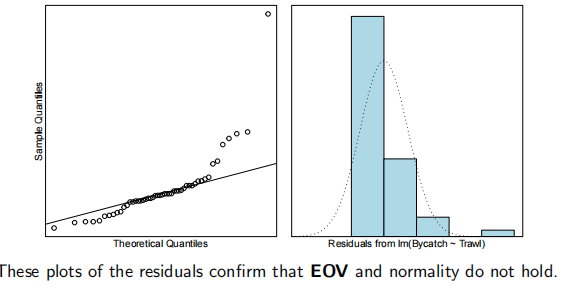 Sample Quantiles
Theoretical Quantiles
Residuals from lm(Bycatch ~ Trawl)
These plots of the residuals confirm that EOV and normality do not hold.